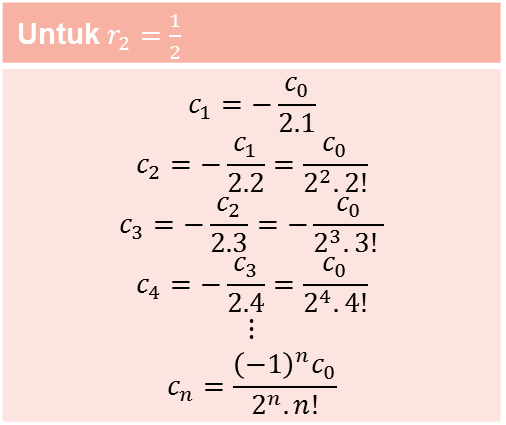 Untuk r₂ = 1/2
c₁ = − c₀/2.1
c₂ = − c₁/2.2 = c₀/2².2!
c₃ = − c₂/2.3 = − c₀/2³.3!
c₄ = − c₃/2.4 = c₀/2⁴.4!
⋮
cₙ = (−1)ⁿc₀/2ⁿ.n!